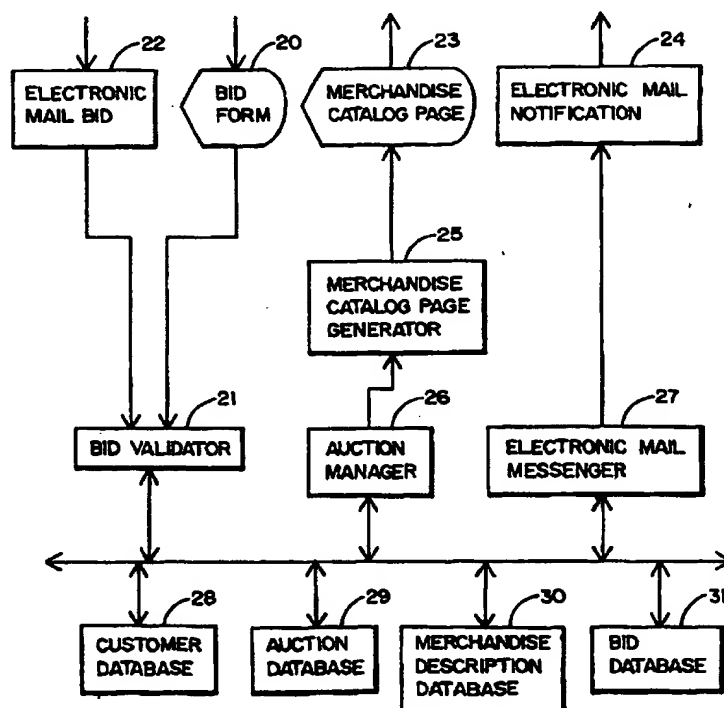 22
20
23
24
ELECTRONIC
MAIL BID
BID
FORM
MERCHANDISE
CATALOG PAGE
ELECTRONIC MAIL
NOTIFICATION
25
MERCHANDISE
CATALOG PAGE
GENERATOR
21
26
27
BID VALIDATOR
AUCTION
MANAGER
ELECTRONIC MAIL
MESSENGER
28
29
30
31
CUSTOMER
DATABASE
AUCTION
DATABASE
MERCHANDISE
DESCRIPTION
DATABASE
BID
DATABASE